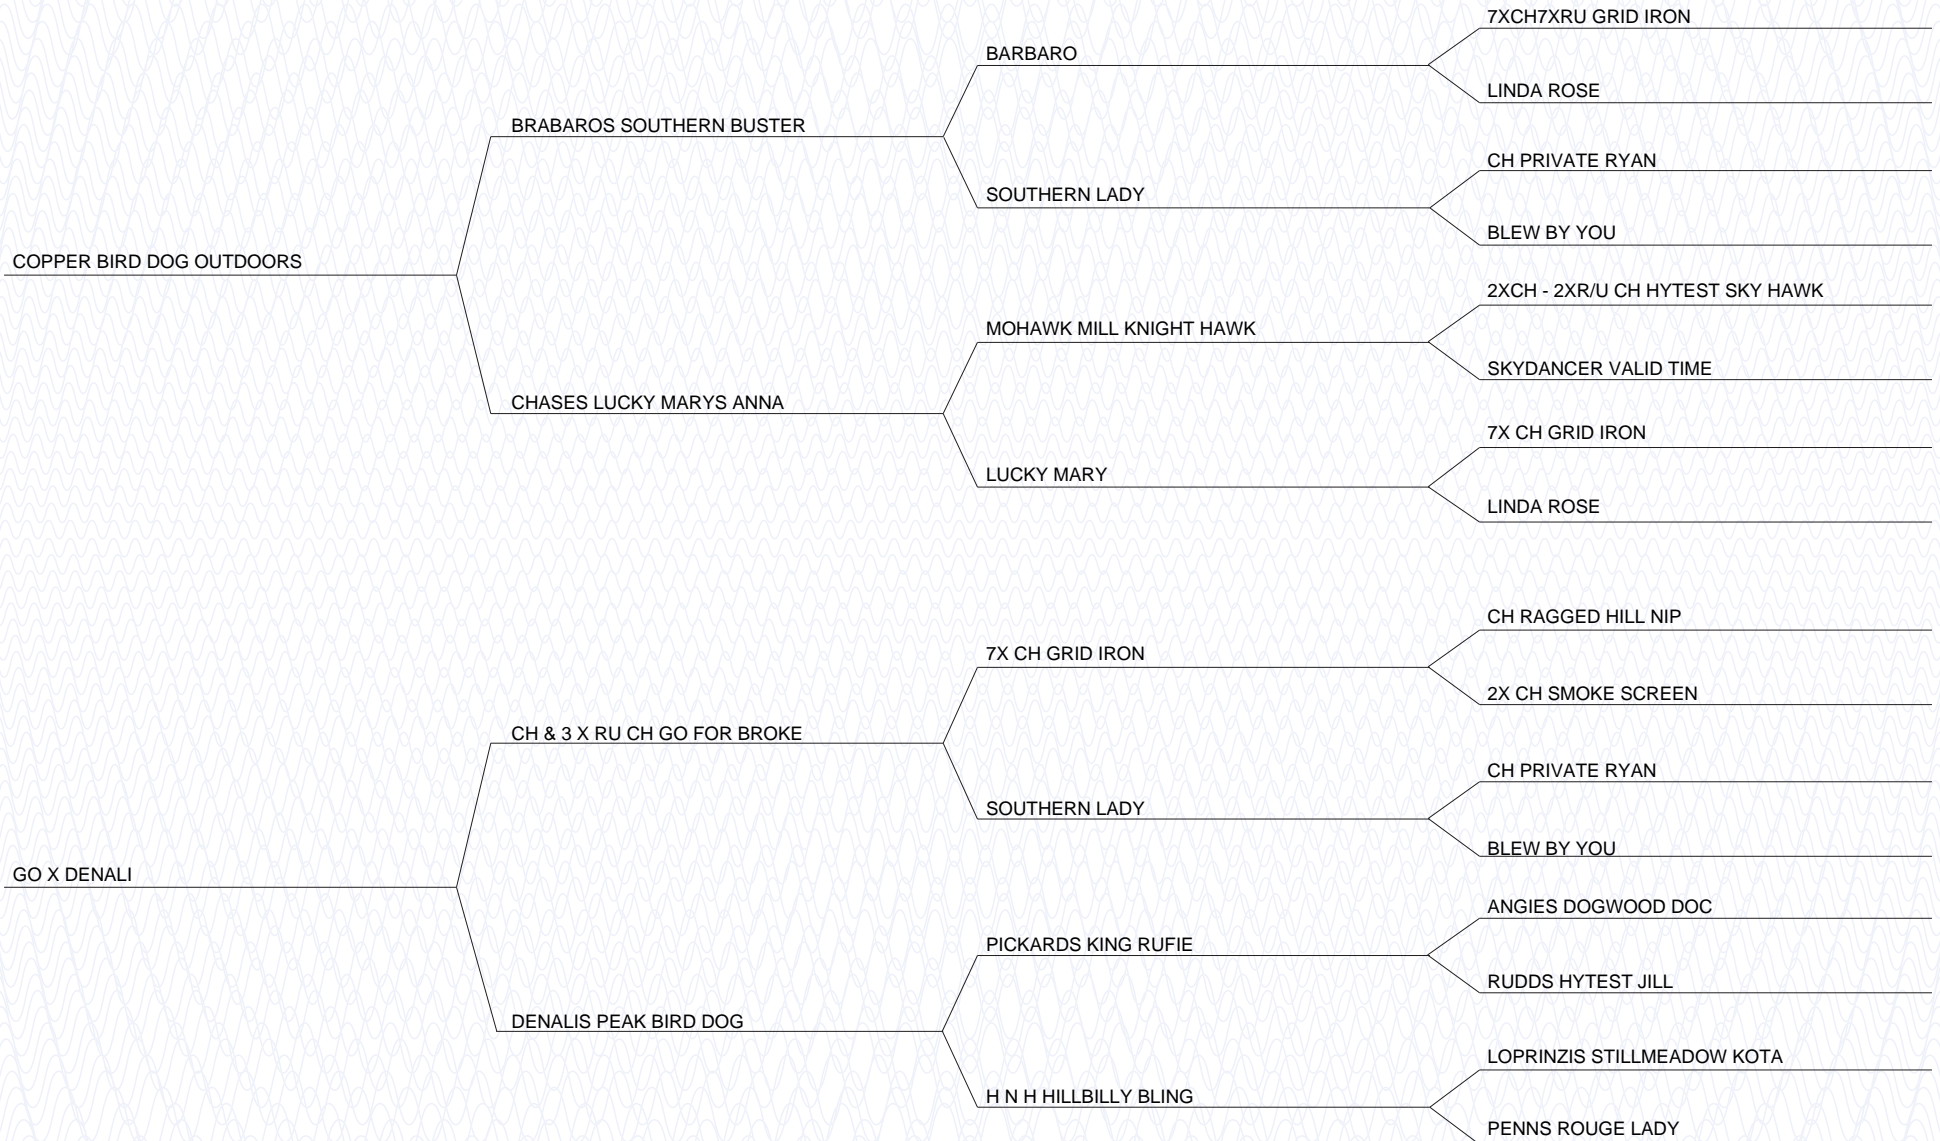 7XCH7XRU GRID IRON
BARBARO
LINDA ROSE
BRABAROS SOUTHERN BUSTER
CH PRIVATE RYAN
SOUTHERN LADY
BLEW BY YOU
COPPER BIRD DOG OUTDOORS
2XCH - 2XR/U CH HYTEST SKY HAWK
MOHAWK MILL KNIGHT HAWK
SKYDANCER VALID TIME
CHASES LUCKY MARYS ANNA
7X CH GRID IRON
LUCKY MARY
LINDA ROSE
CH RAGGED HILL NIP
7X CH GRID IRON
2X CH SMOKE SCREEN
CH & 3 X RU CH GO FOR BROKE
CH PRIVATE RYAN
SOUTHERN LADY
BLEW BY YOU
GO X DENALI
ANGIES DOGWOOD DOC
PICKARDS KING RUFIE
RUDDS HYTEST JILL
DENALIS PEAK BIRD DOG
LOPRINZIS STILLMEADOW KOTA
H N H HILLBILLY BLING
PENNS ROUGE LADY